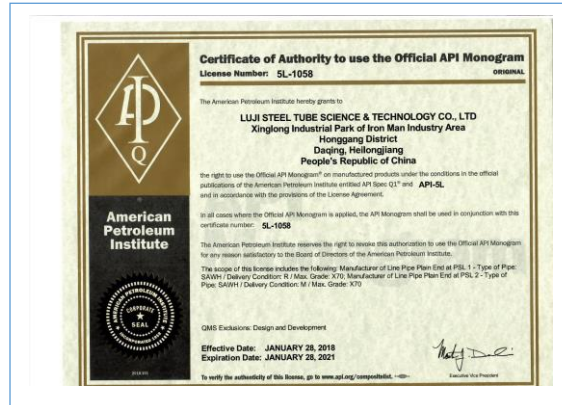 Certificate of Authority to use the Official API Monogram
License Number: 5L-1058
ORIGINAL
The American Petroleum Institute hereby grants to
LUJI STEEL TUBE SCIENCE & TECHNOLOGY CO., LTD
Xinglong Industrial Park of Iron Man Industry Area
Honggang District
Daqing, Heilongjiang
People's Republic of China
the right to use the Official API Monogram® on manufactured products under the conditions in the official
publications of the American Petroleum Institute entitled API Spec Q1® and API-5L
and in accordance with the provisions of the License Agreement.
In all cases where the Official API Monogram is applied, the API Monogram shall be used in conjunction with this
certificate number: 5L-1058
The American Petroleum Institute reserves the right to revoke this authorization to use the Official API Monogram
for any reason satisfactory to the Board of Directors of the American Petroleum Institute.
The scope of this license includes the following: Manufacturer of Line Pipe Plain End at PSL 1 - Type of Pipe:
SAWH / Delivery Condition: R / Max. Grade: X70; Manufacturer of Line Pipe Plain End at PSL 2 - Type of
Pipe: SAWH / Delivery Condition: M / Max. Grade: X70
QMS Exclusions: Design and Development
Effective Date: JANUARY 28, 2018
Expiration Date: JANUARY 28, 2021
To verify the authenticity of this license, go to www.api.org/compositelist.
Executive Vice President
API
Q
American
Petroleum
Institute
AMERICAN PETROLEUM INSTITUTE
CORPORATE
SEAL
INCORPORATED 1919